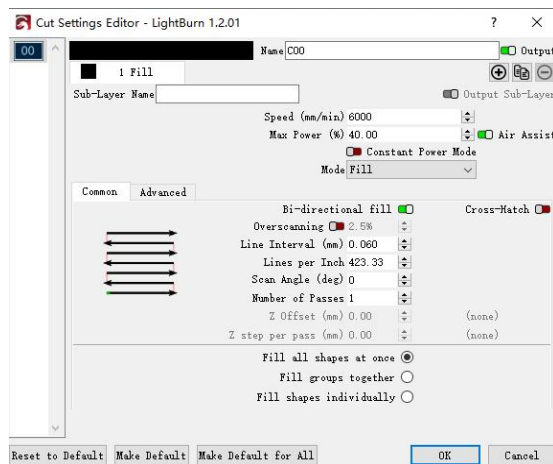 Cut Settings Editor - LightBurn 1.2.01
00
Name C00
Output
1 Fill
Sub-Layer Name
Output Sub-Layer
Speed (mm/min) 6000
Max Power (%) 40.00
Air Assist
Constant Power Mode
Mode Fill
Common Advanced
Bi-directional fill
Cross-Hatch
Overscanning 2.5%
Line Interval (mm) 0.060
Lines per Inch 423.33
Scan Angle (deg) 0
Number of Passes 1
Z Offset (mm) 0.00 (none)
Z step per pass (mm) 0.00 (none)
Fill all shapes at once
Fill groups together
Fill shapes individually
Reset to Default Make Default Make Default for All OK Cancel